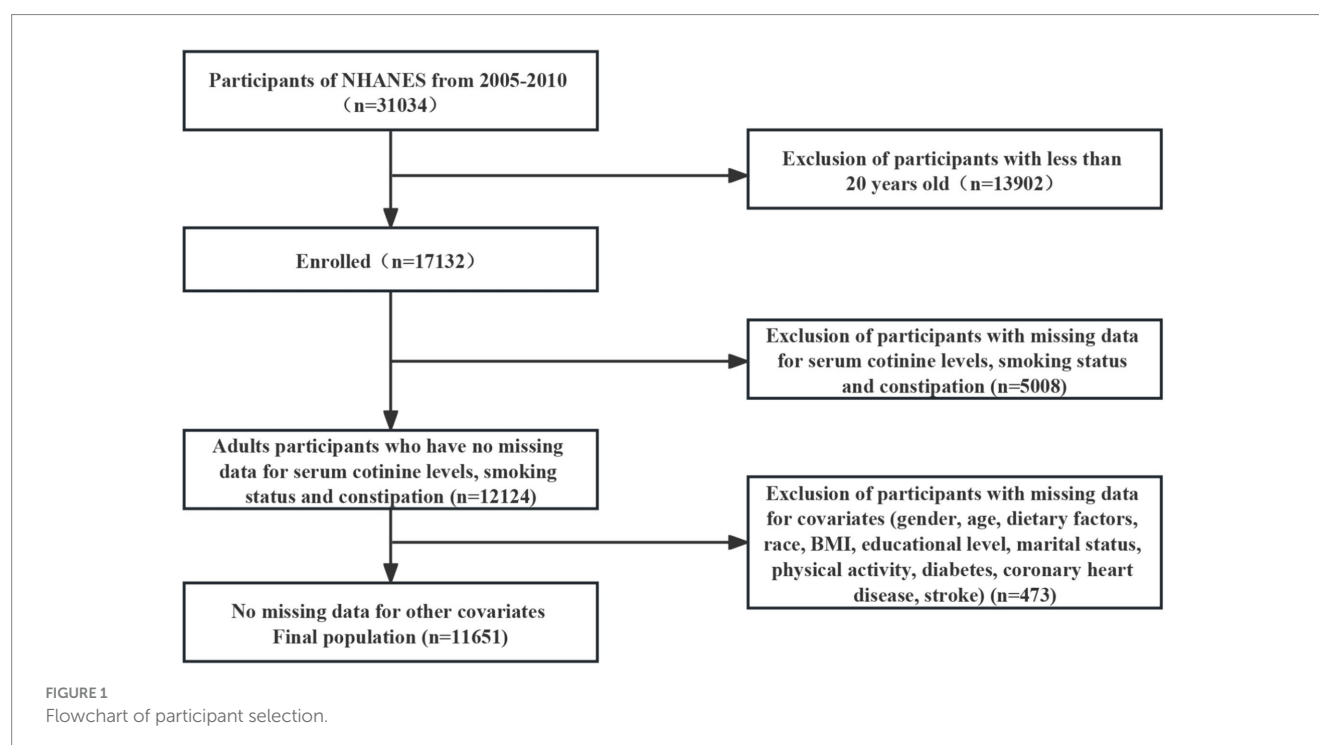 Participants of NHANES from 2005-2010
（n=31034）
Exclusion of participants with less than
20 years old（n=13902）
Enrolled（n=17132）
Exclusion of participants with missing data
for serum cotinine levels, smoking status
and constipation (n=5008)
Adults participants who have no missing
data for serum cotinine levels, smoking
status and constipation (n=12124)
Exclusion of participants with missing data
for covariates (gender, age, dietary factors,
race, BMI, educational level, marital status,
physical activity, diabetes, coronary heart
disease, stroke) (n=473)
No missing data for other covariates
Final population (n=11651)
FIGURE 1
Flowchart of participant selection.